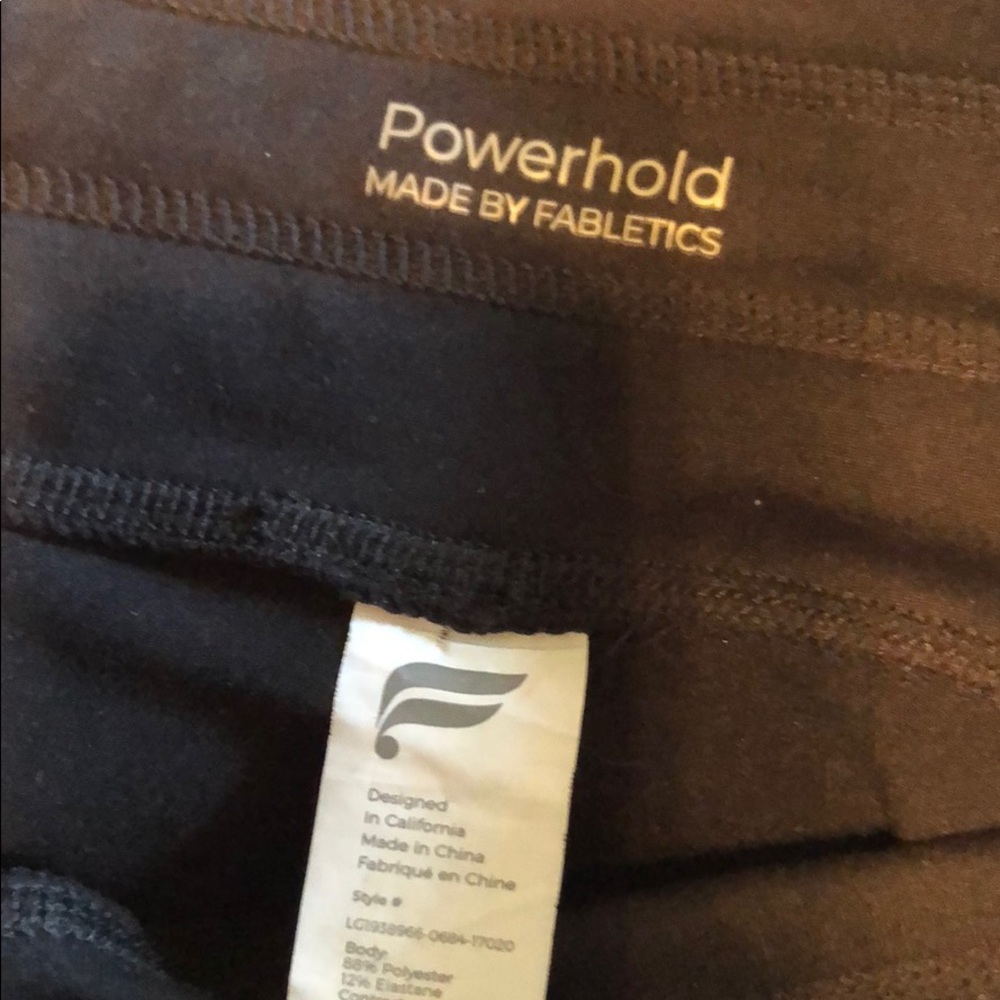 Powerhold
MADE BY FABLETICS
Designed
in California
Made in China
Fabriqué en Chine
Style #
LG1938966-0684-17020
Body:
88% Polyester
12% Elastane